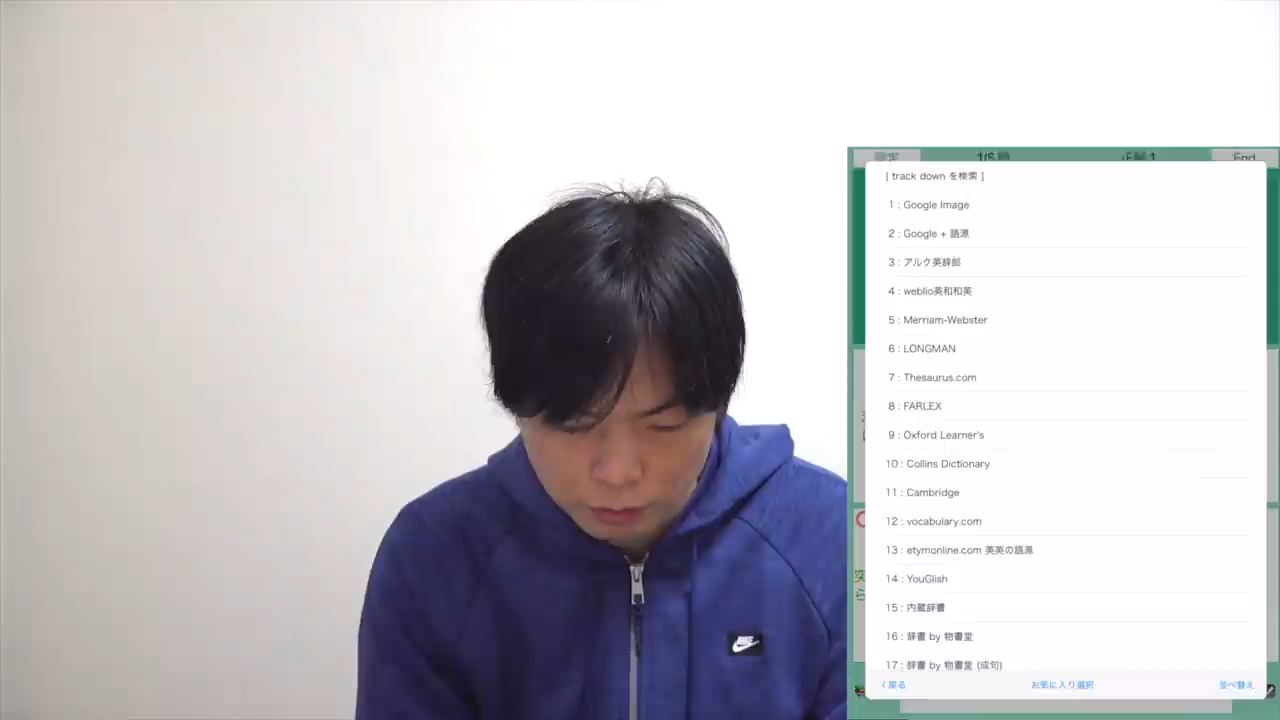 End
[ track down を検索 ]
1 : Google Image
2 : Google + 語源
3 : アルク英辞郎
4 : weblio英和和英
5 : Merriam-Webster
6 : LONGMAN
7 : Thesaurus.com
8 : FARLEX
9 : Oxford Learner's
10 : Collins Dictionary
11 : Cambridge
12 : vocabulary.com
13 : etymonline.com 英英の語源
14 : YouGlish
15 : 内蔵辞書
16 : 辞書 by 物書堂
17 : 辞書 by 物書堂 (成句)
〈 戻る お気に入り選択 並べ替え
NIKE